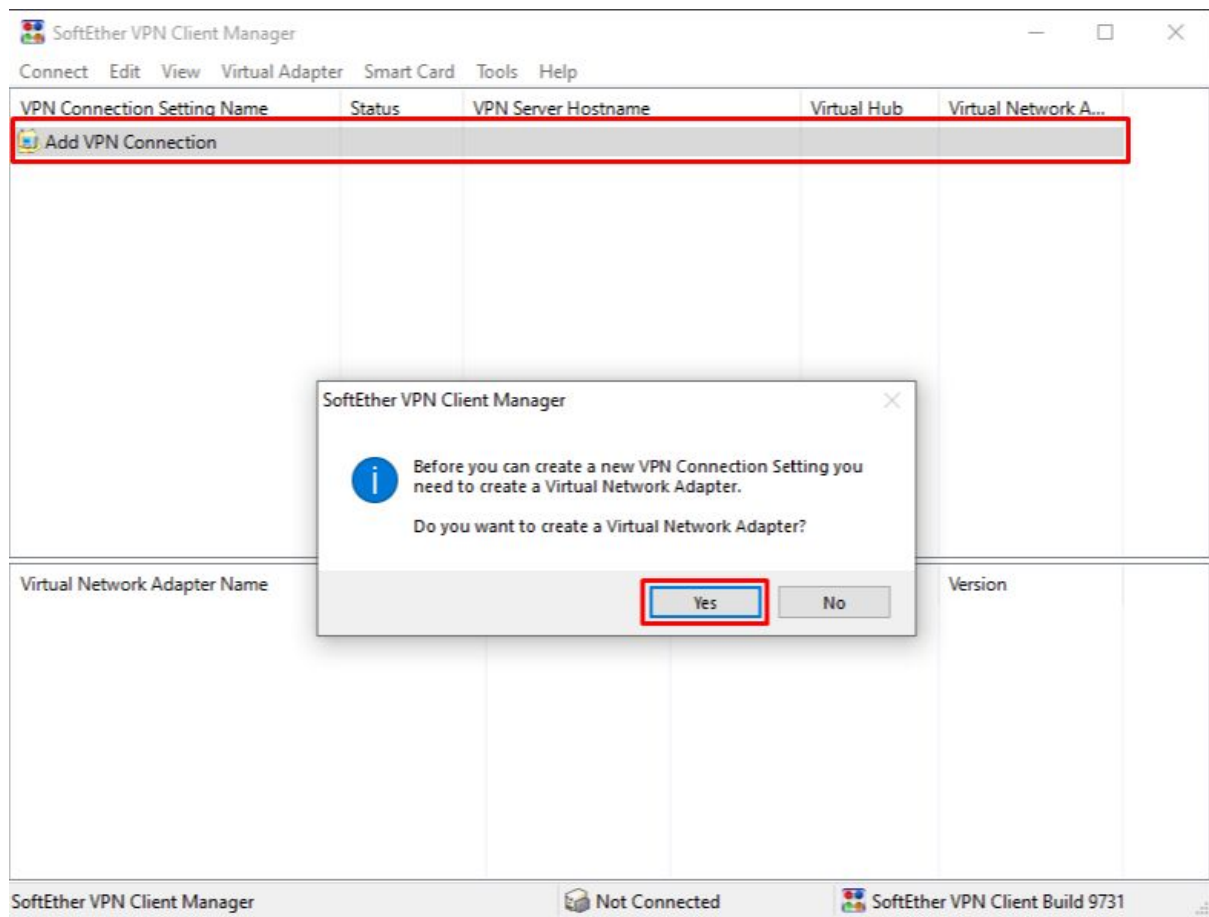 SoftEther VPN Client Manager
Connect Edit View Virtual Adapter Smart Card Tools Help
VPN Connection Setting Name Status VPN Server Hostname Virtual Hub Virtual Network A...
Add VPN Connection
SoftEther VPN Client Manager
Before you can create a new VPN Connection Setting you
need to create a Virtual Network Adapter.
Do you want to create a Virtual Network Adapter?
Yes No
Virtual Network Adapter Name Version
SoftEther VPN Client Manager Not Connected SoftEther VPN Client Build 9731